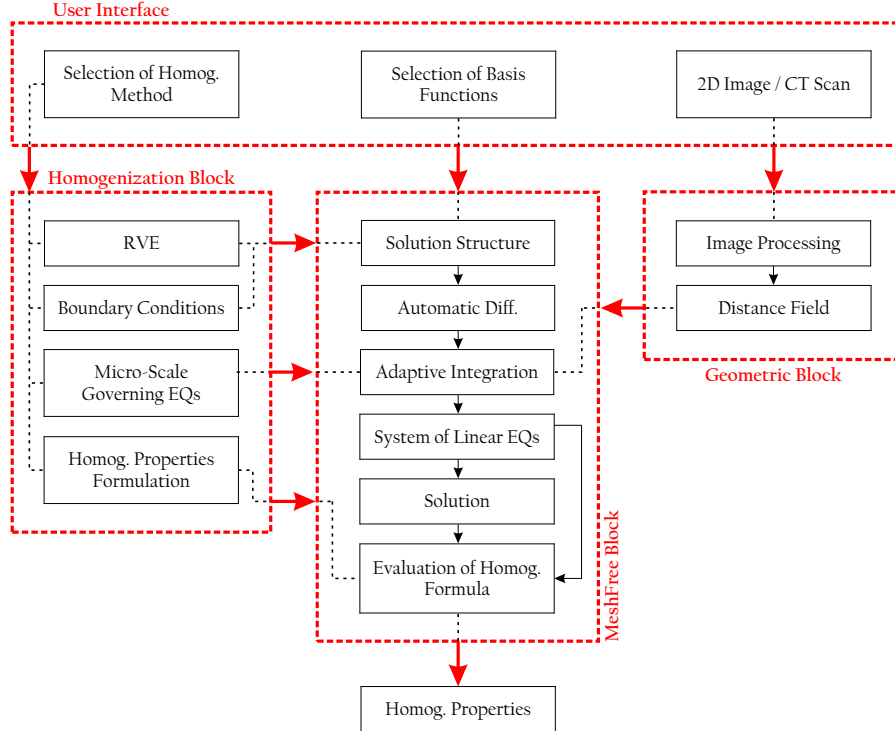 User Interface
Selection of Homog.
Method
Selection of Basis
Functions
2D Image / CT Scan
Homogenization Block
RVE
Boundary Conditions
Micro-Scale
Governing EQs
Homog. Properties
Formulation
Solution Structure
Automatic Diff.
Adaptive Integration
System of Linear EQs
Solution
Evaluation of Homog.
Formula
MeshFree Block
Image Processing
Distance Field
Geometric Block
Homog. Properties